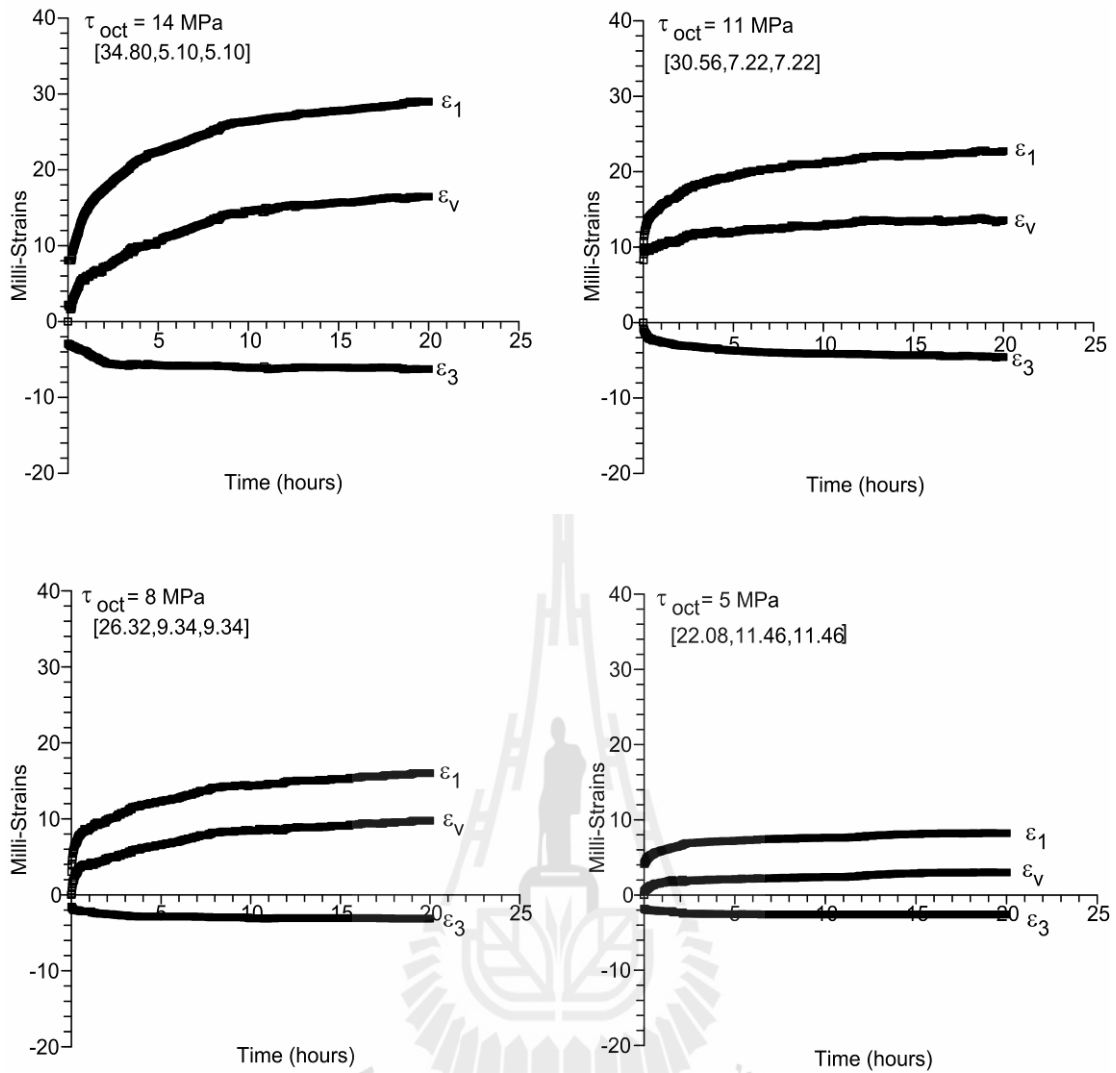 τoct = 14 MPa
[34.80,5.10,5.10]
40
30
20
10
0
-10
-20
5
10
15
20
25
ε1
εv
ε3
Milli-Strains
Time (hours)
τoct = 11 MPa
[30.56,7.22,7.22]
40
30
20
10
0
-10
-20
5
10
15
20
25
ε1
εv
ε3
Milli-Strains
Time (hours)
τoct = 8 MPa
[26.32,9.34,9.34]
40
30
20
10
0
-10
-20
5
10
15
20
25
ε1
εv
ε3
Milli-Strains
Time (hours)
τoct = 5 MPa
[22.08,11.46,11.46]
40
30
20
10
0
-10
-20
5
10
15
20
25
ε1
εv
ε3
Milli-Strains
Time (hours)